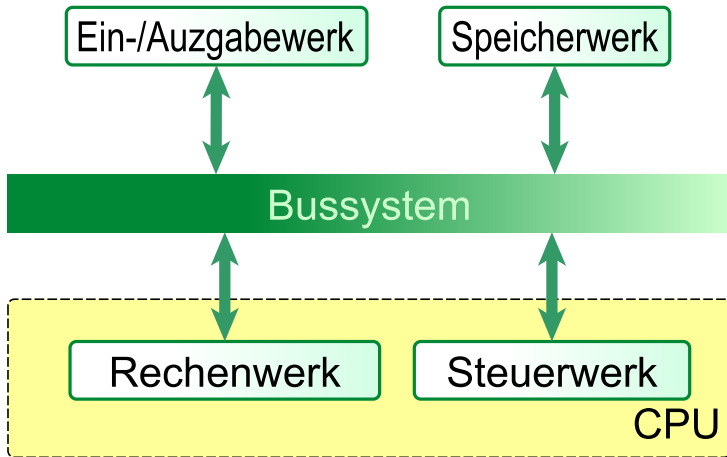 Ein-/Auzgabewerk
Speicherwerk
Bussystem
Rechenwerk
Steuerwerk
CPU